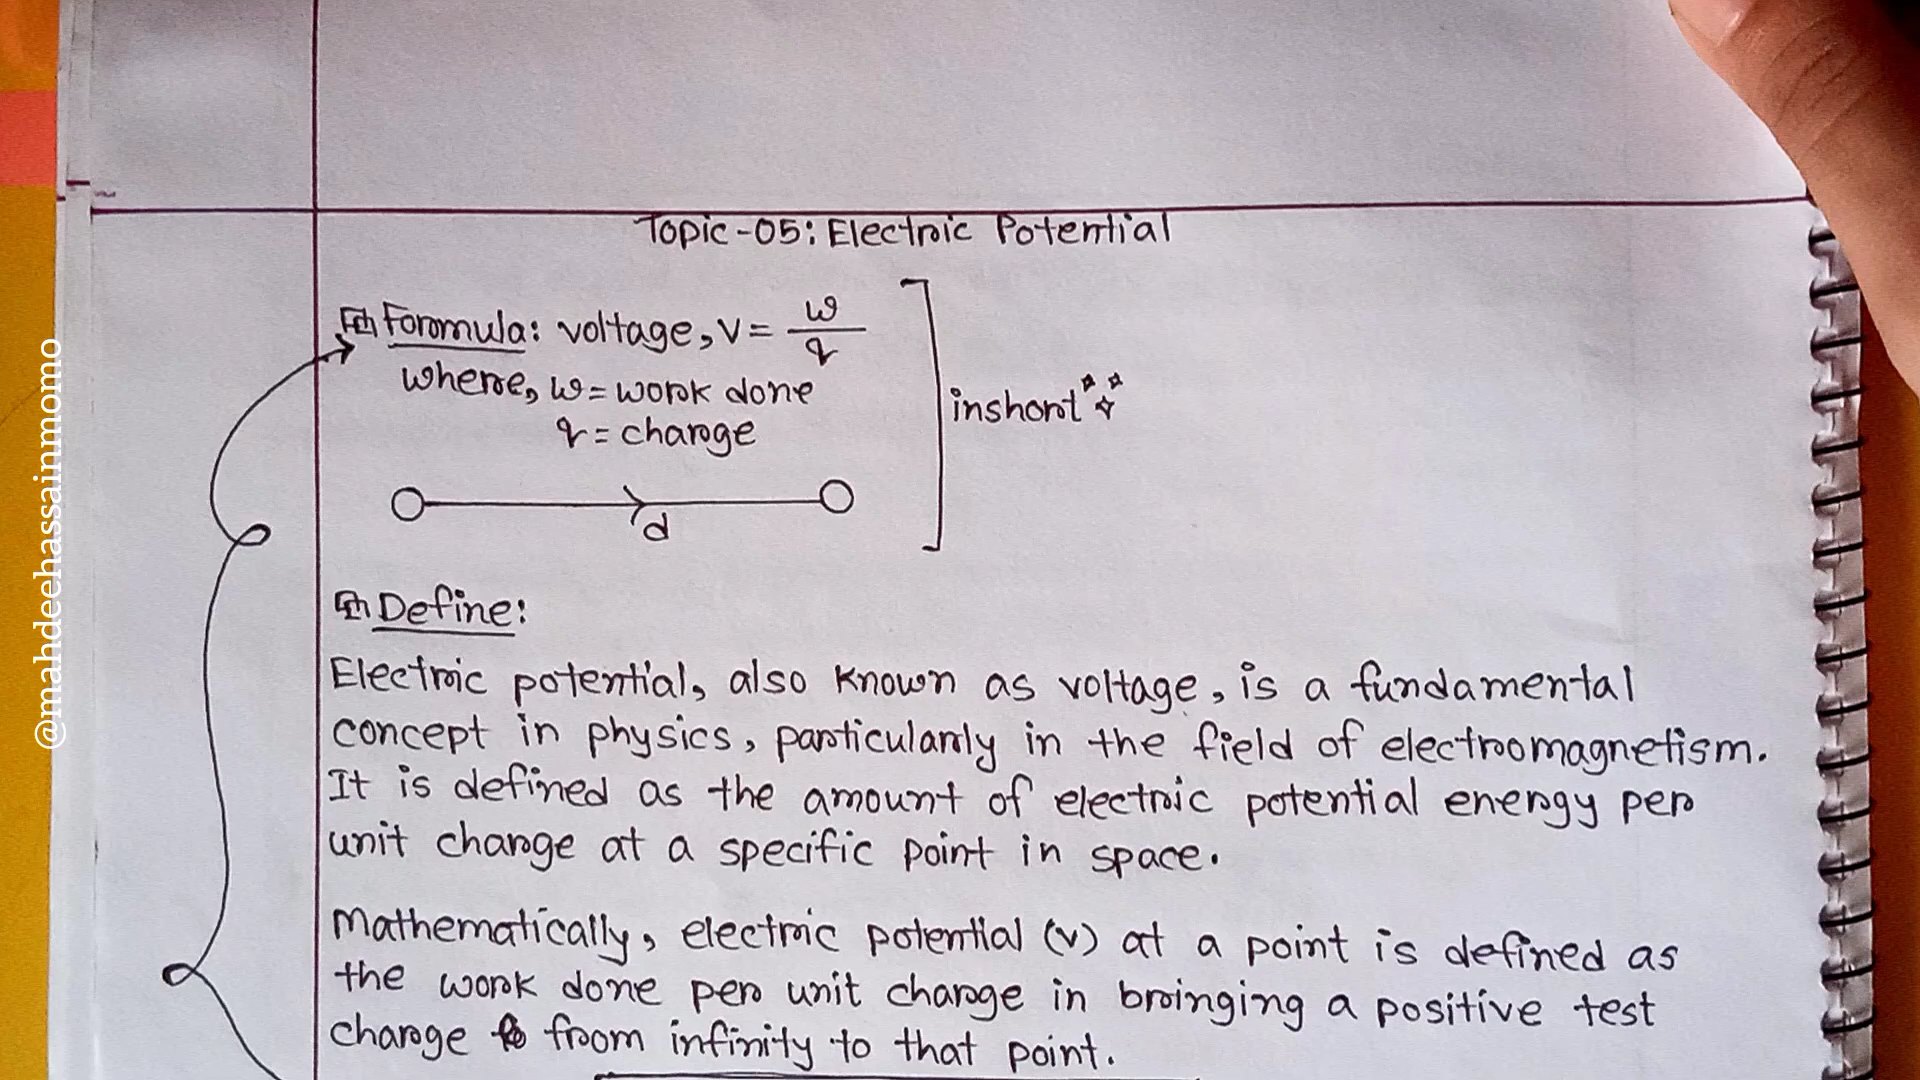 Topic-05: Electric Potential
Formula: voltage, V = w/q
where, w = work done
q = charge
inshort
d
Define:
Electric potential, also known as voltage, is a fundamental
concept in physics, particularly in the field of electromagnetism.
It is defined as the amount of electric potential energy per
unit charge at a specific point in space.
Mathematically, electric potential (v) at a point is defined as
the work done per unit charge in bringing a positive test
charge from infinity to that point.
@mahdeehassainmomo